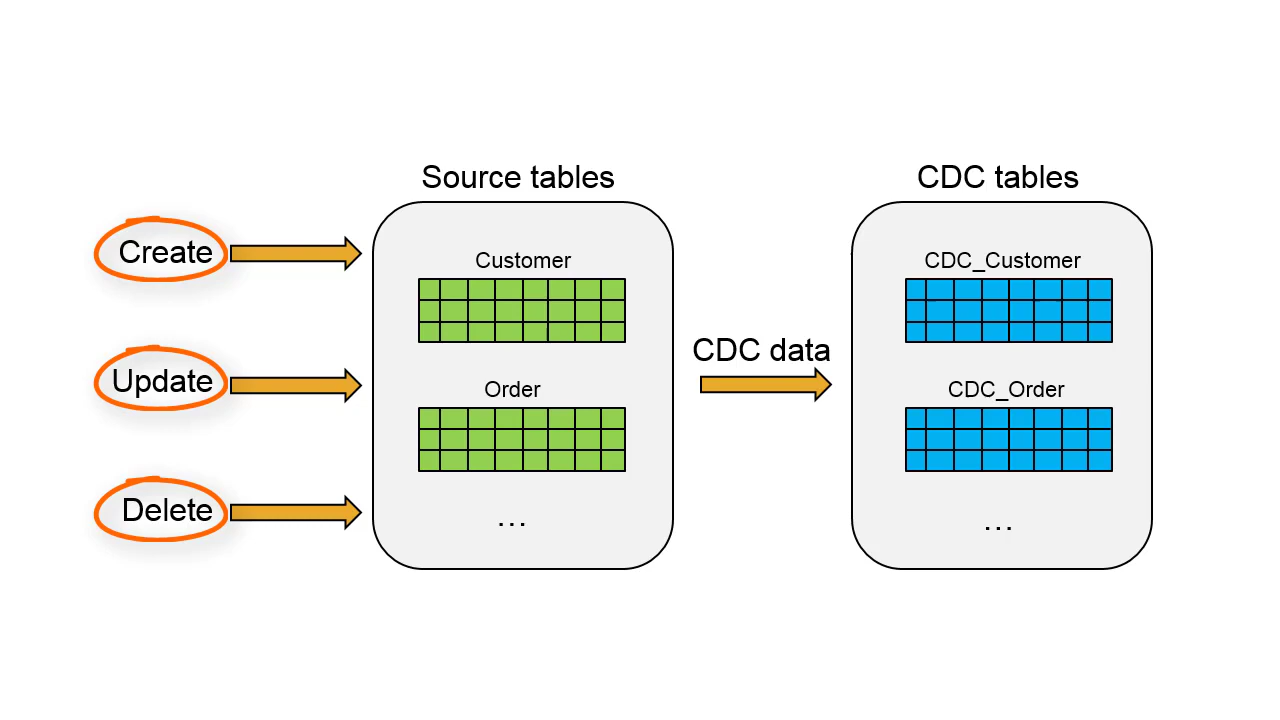 Source tables
CDC tables
Create
Customer
CDC_Customer
CDC data
Update
Order
CDC_Order
Delete
...
...